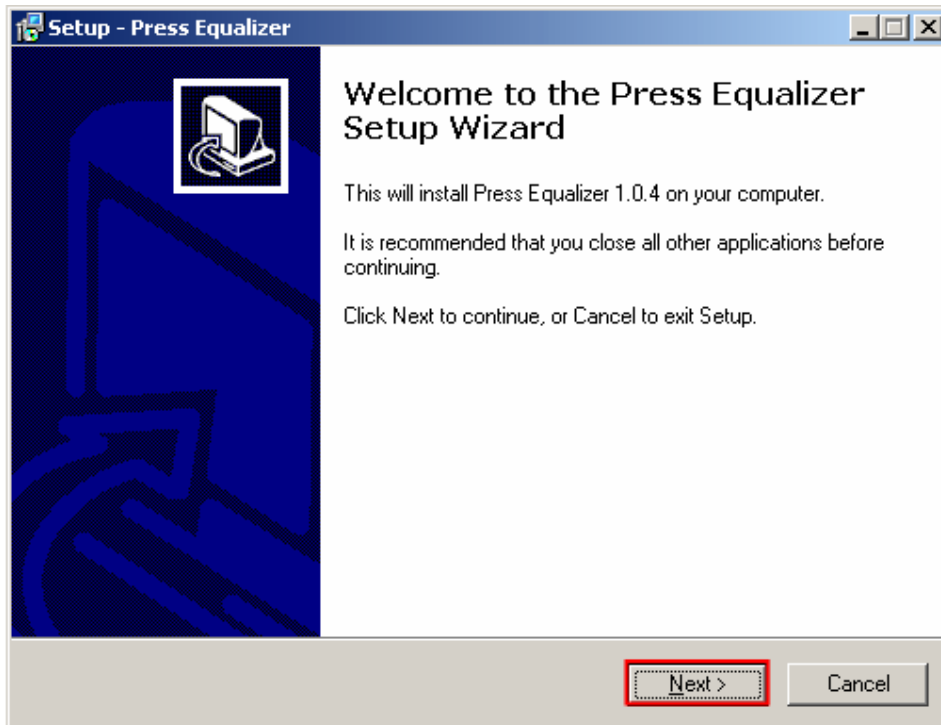 Setup - Press Equalizer
Welcome to the Press Equalizer
Setup Wizard
This will install Press Equalizer 1.0.4 on your computer.
It is recommended that you close all other applications before
continuing.
Click Next to continue, or Cancel to exit Setup.
Next >
Cancel